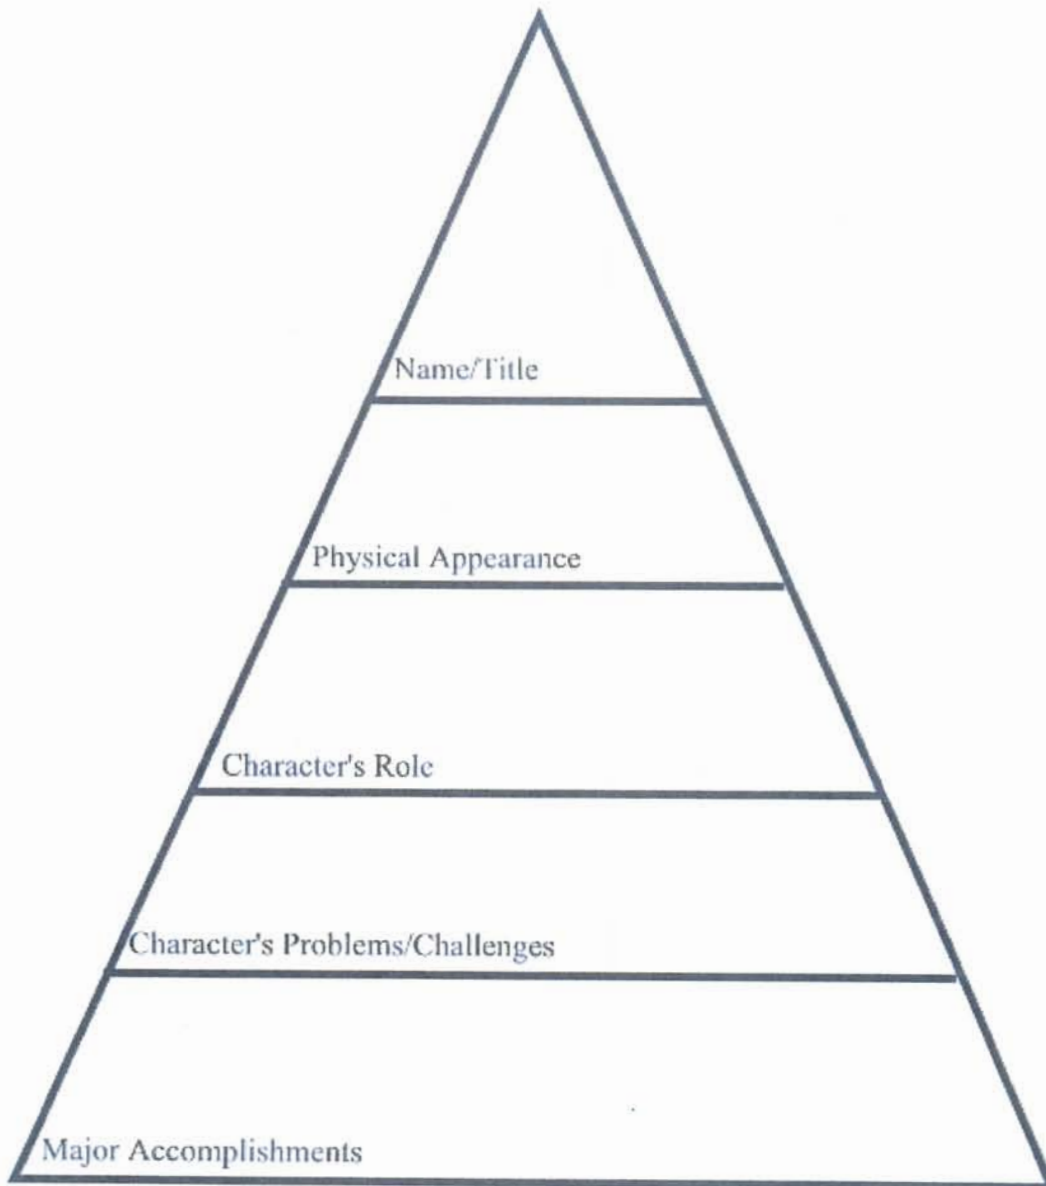 Name/Title
Physical Appearance
Character's Role
Character's Problems/Challenges
Major Accomplishments